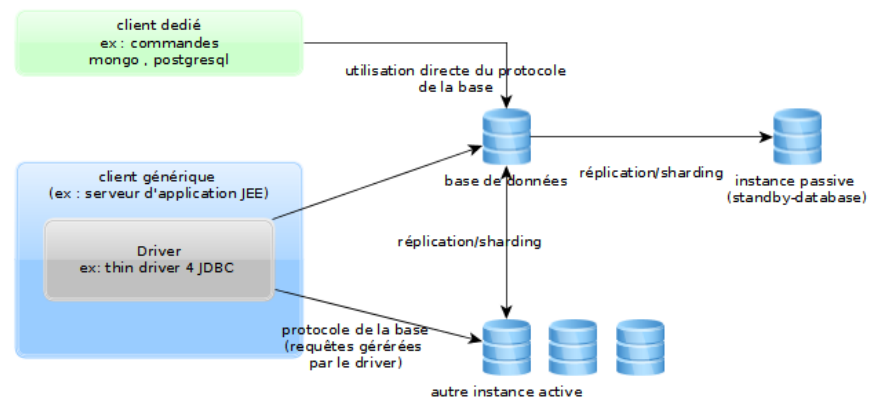 client dedié
ex : commandes
mongo , postgresql
utilisation directe du protocole
de la base
client générique
(ex : serveur d'application JEE)
base de données
réplication/sharding
instance passive
(standby-database)
Driver
ex: thin driver 4 JDBC
réplication/sharding
protocole de la base
(requêtes gérérées
par le driver)
autre instance active